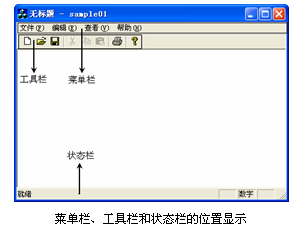 无标题 - sample01
文件(F) 编辑(E) 查看(V) 帮助(H)
工具栏 菜单栏
状态栏
就绪 数字
菜单栏、工具栏和状态栏的位置显示